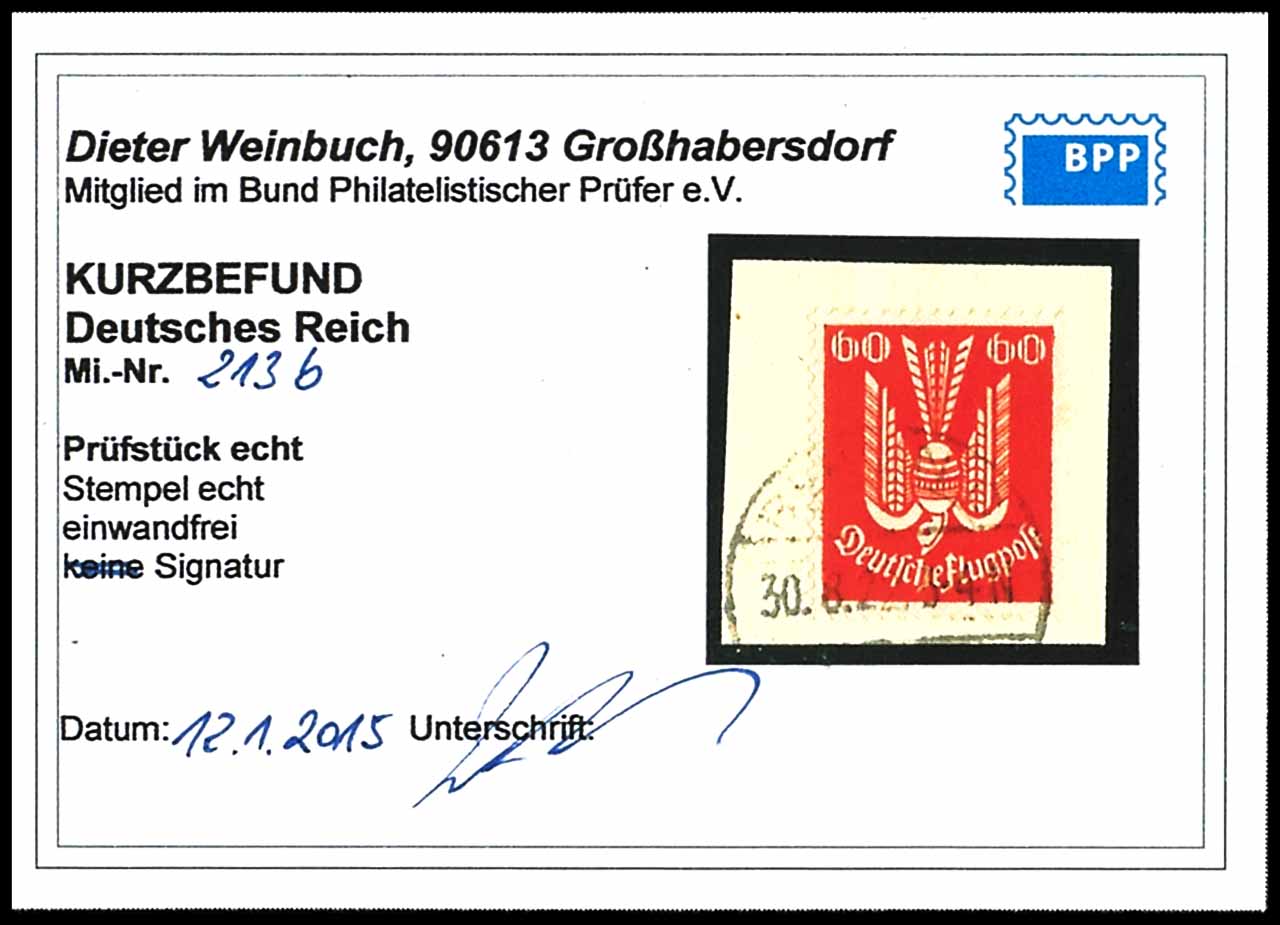 Dieter Weinbuch, 90613 Großhabersdorf
Mitglied im Bund Philatelistischer Prüfer e.V.
BPP
KURZBEFUND
Deutsches Reich
Mi.-Nr. 213 b
Prüfstück echt
Stempel echt
einwandfrei
keine Signatur
60 60
Deutsche Flugpost
30. 8.
Datum: 12.1.2015 Unterschrift: